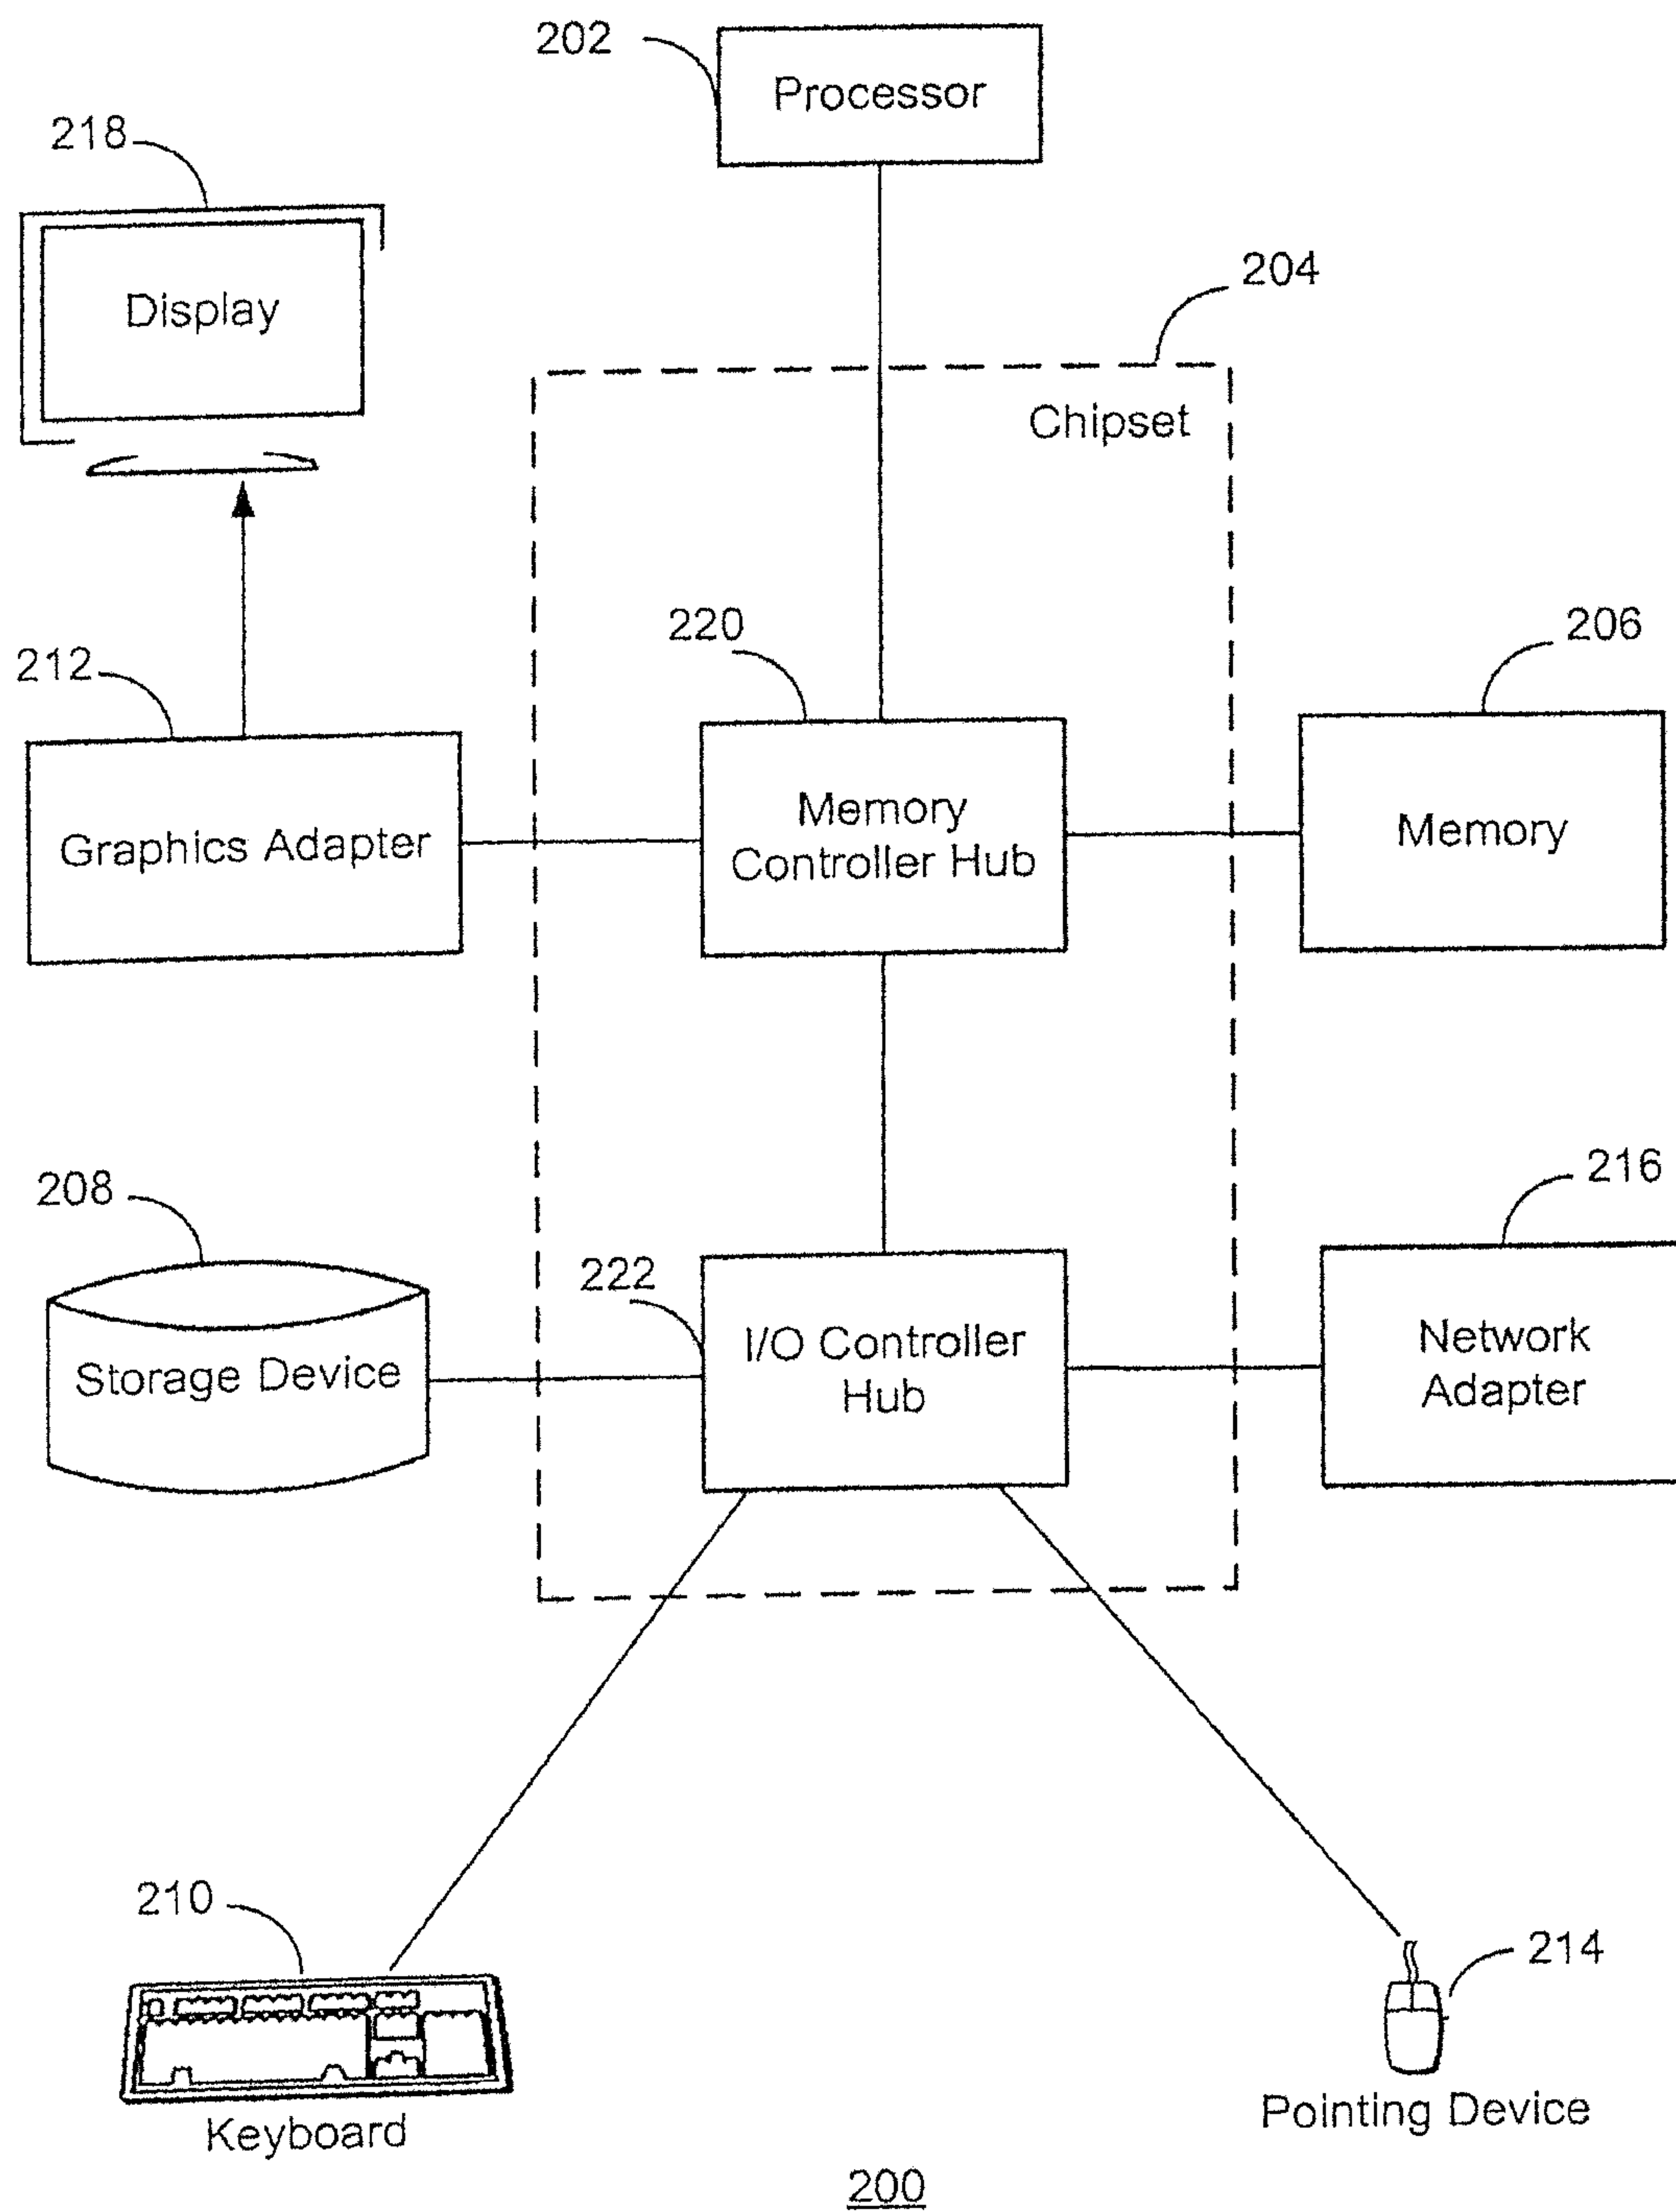 202
Processor
218
Display
204
Chipset
220
206
212
Memory
Controller Hub
Memory
Graphics Adapter
208
216
222
I/O Controller
Hub
Network
Adapter
Storage Device
210
214
Keyboard
Pointing Device
200